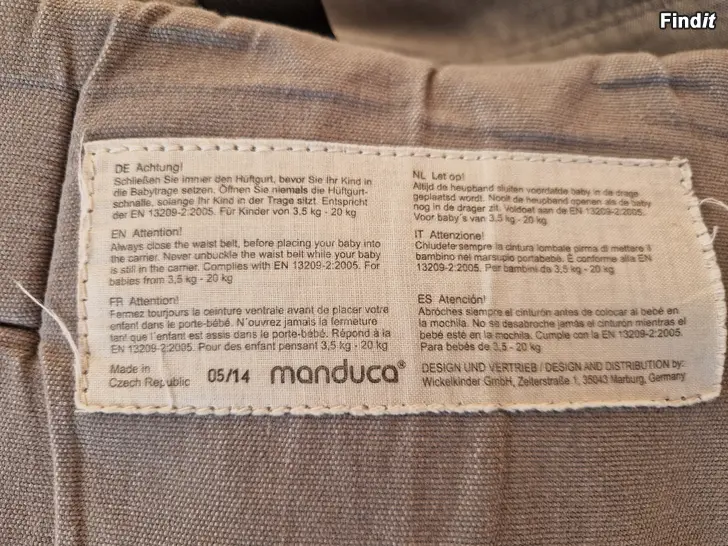 Findit
DE Achtung!
Schließen Sie immer den Hüftgurt, bevor Sie Ihr Kind in
die Babytrage setzen. Öffnen Sie niemals die Hüftgurt-
schnalle, solange Ihr Kind in der Trage sitzt. Entspricht
der EN 13209-2:2005. Für Kinder von 3,5 kg - 20 kg
EN Attention!
Always close the waist belt, before placing your baby into
the carrier. Never unbuckle the waist belt while your baby
is still in the carrier. Complies with EN 13209-2:2005. For
babies from 3,5 kg - 20 kg
FR Attention!
Fermez toujours la ceinture ventrale avant de placer votre
enfant dans le porte-bébé. N'ouvrez jamais la fermeture
tant que l'enfant est assis dans le porte-bébé. Répond à la
EN 13209-2:2005. Pour des enfant pensant 3,5 kg - 20 kg
Made in
Czech Republic
05/14
manduca®
NL Let op!
Altijd de heupband sluiten voordat de baby in de drage
geplaatsd wordt. Nooit de heupband openen als de baby
nog in de drager zit. Voldoet aan de EN 13209-2:2005.
Voor baby's van 3,5 kg - 20 kg
IT Attenzione!
Chiudete sempre la cintura lombale pirma di mettere il
bambino nel marsupio portabebé. È conforme alla EN
13209-2:2005. Per bambini da 3,5 kg - 20 kg
ES Atención!
Abróches siempre el cinturón antes de colocar al bebé en
la mochila. No se desabroche jamás el cinturón mientras el
bebé esté en la mochila. Cumple con la EN 13209-2:2005.
Para bebés de 3,5 - 20 kg
DESIGN UND VERTRIEB / DESIGN AND DISTRIBUTION by:
Wickelkinder GmbH, Zeiterstraße 1, 35043 Marburg, Germany